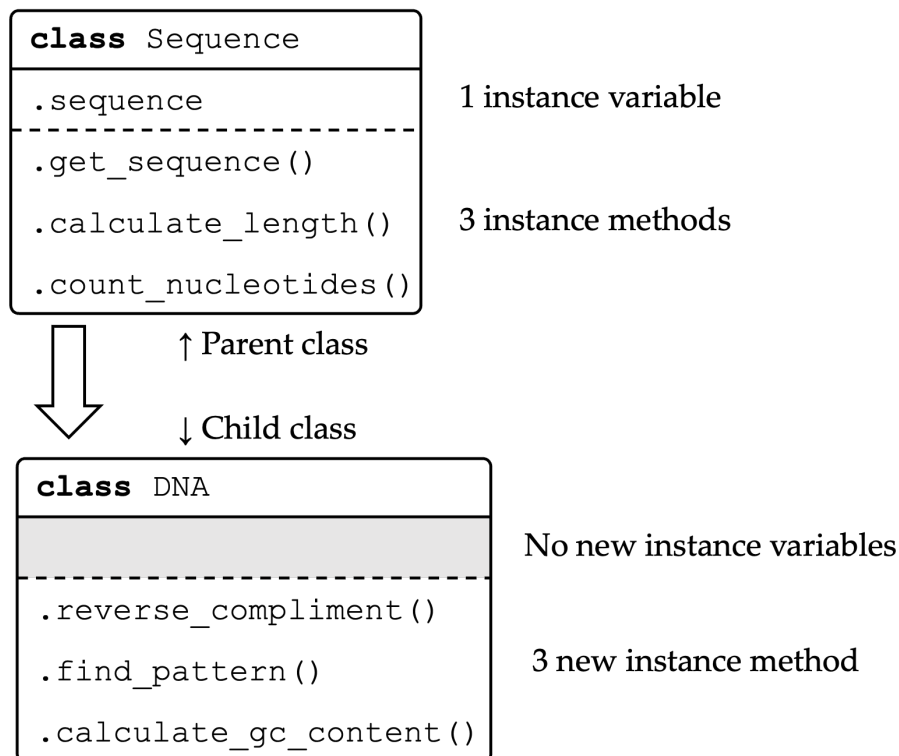 class Sequence
.sequence
1 instance variable
.get_sequence()
.calculate_length()
3 instance methods
.count_nucleotides()
↑ Parent class
↓ Child class
class DNA
No new instance variables
.reverse_compliment()
.find_pattern()
3 new instance method
.calculate_gc_content()